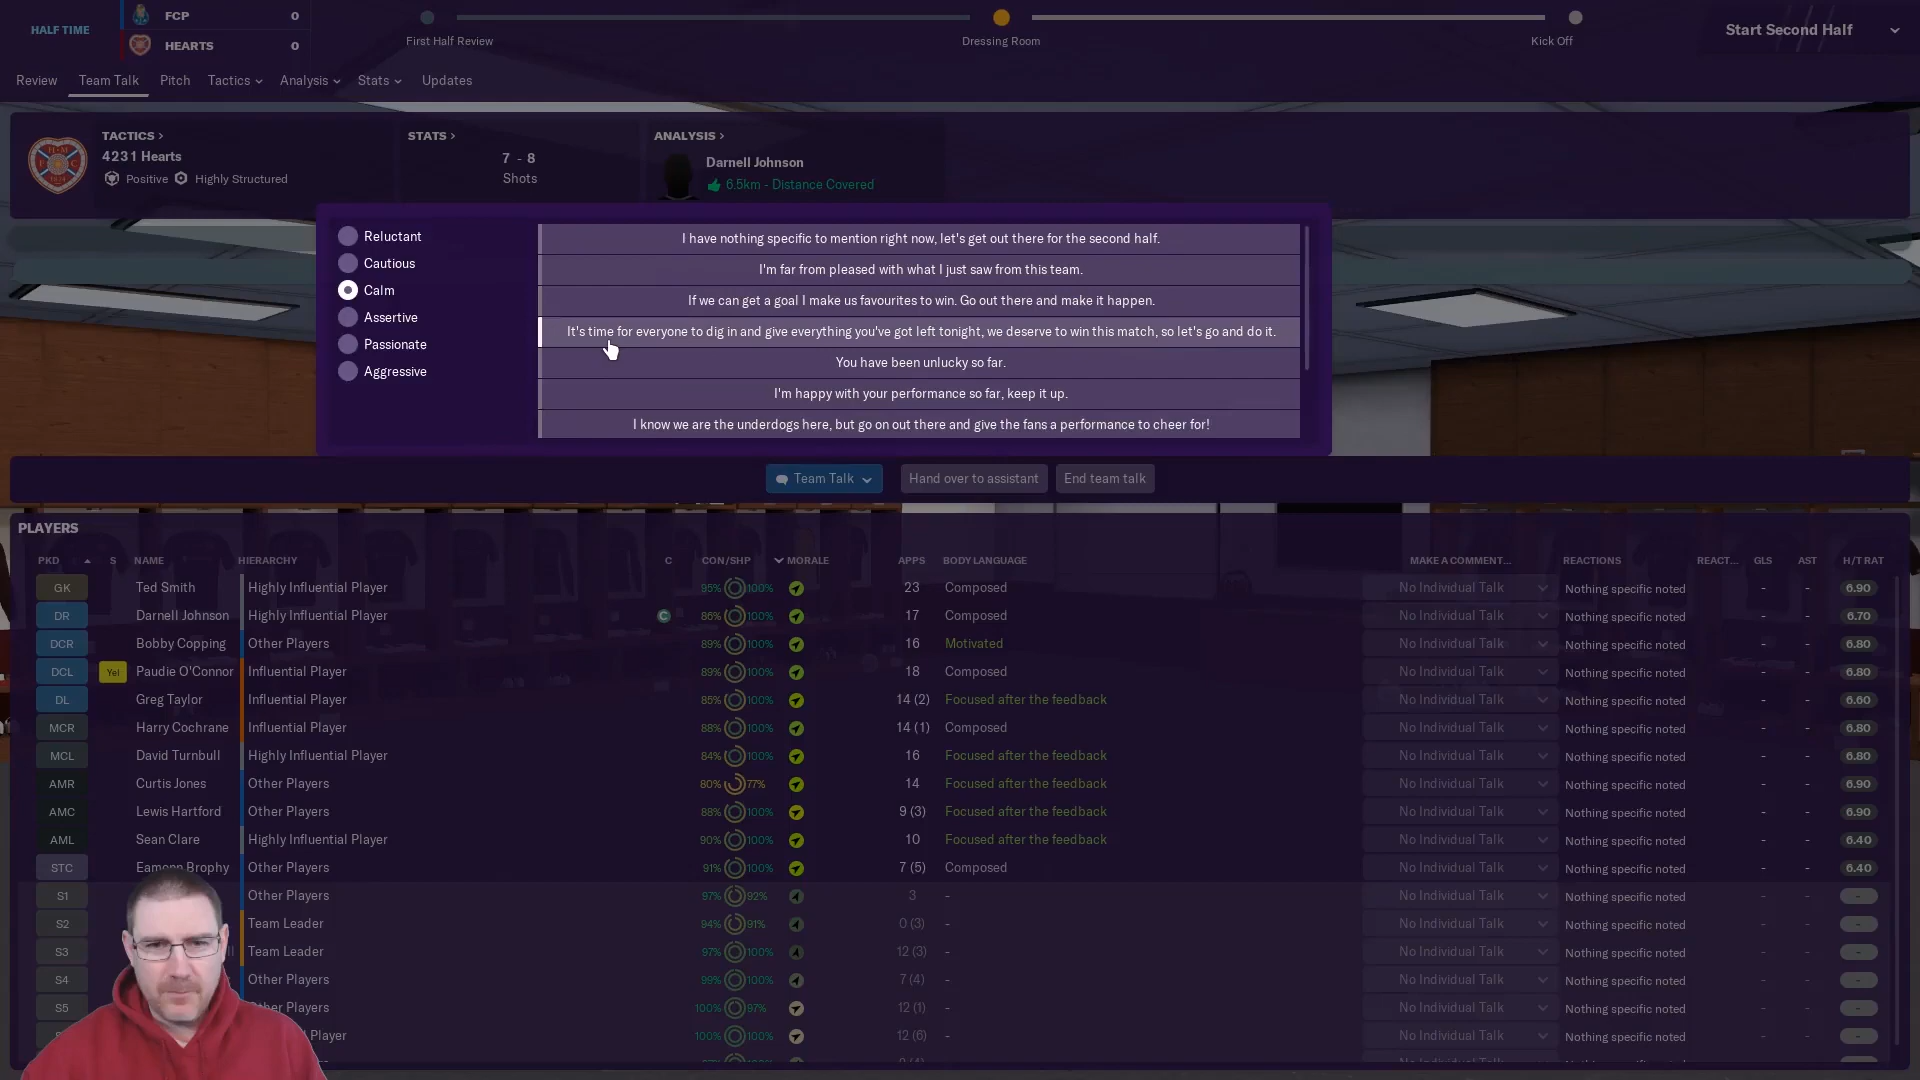 HALF TIME
FCP 0
HEARTS 0
First Half Review
Dressing Room
Kick Off
Start Second Half
Review Team Talk Pitch Tactics Analysis Stats Updates
TACTICS >
4231 Hearts
Positive Highly Structured
STATS >
7 - 8
Shots
ANALYSIS >
Darnell Johnson
6.5km - Distance Covered
Reluctant
Cautious
Calm
Assertive
Passionate
Aggressive
I have nothing specific to mention right now, let's get out there for the second half.
I'm far from pleased with what I just saw from this team.
If we can get a goal I make us favourites to win. Go out there and make it happen.
It's time for everyone to dig in and give everything you've got left tonight, we deserve to win this match, so let's go and do it.
You have been unlucky so far.
I'm happy with your performance so far, keep it up.
I know we are the underdogs here, but go on out there and give the fans a performance to cheer for!
Team Talk Hand over to assistant End team talk
PLAYERS
PKD S NAME HIERARCHY C CON/SHP MORALE APPS BODY LANGUAGE MAKE A COMMENT... REACTIONS REACT... GLS AST H/T RAT
GK Ted Smith Highly Influential Player 95% 100% 23 Composed No Individual Talk Nothing specific noted - - 6.90
DR Darnell Johnson Highly Influential Player C 86% 100% 17 Composed No Individual Talk Nothing specific noted - - 6.70
DCR Bobby Copping Other Players 89% 100% 16 Motivated No Individual Talk Nothing specific noted - - 6.80
DCL Yel Paudie O'Connor Influential Player 89% 100% 18 Composed No Individual Talk Nothing specific noted - - 6.80
DL Greg Taylor Influential Player 85% 100% 14 (2) Focused after the feedback No Individual Talk Nothing specific noted - - 6.60
MCR Harry Cochrane Influential Player 88% 100% 14 (1) Composed No Individual Talk Nothing specific noted - - 6.80
MCL David Turnbull Highly Influential Player 84% 100% 16 Focused after the feedback No Individual Talk Nothing specific noted - - 6.80
AMR Curtis Jones Other Players 80% 77% 14 Focused after the feedback No Individual Talk Nothing specific noted - - 6.90
AMC Lewis Hartford Other Players 88% 100% 9 (3) Focused after the feedback No Individual Talk Nothing specific noted - - 6.90
AML Sean Clare Highly Influential Player 90% 100% 10 Focused after the feedback No Individual Talk Nothing specific noted - - 6.40
STC Eamonn Brophy Other Players 91% 100% 7 (5) Composed No Individual Talk Nothing specific noted - - 6.40
S1 Other Players 97% 92% 3 - No Individual Talk Nothing specific noted - - -
S2 Team Leader 94% 91% 0 (3) - No Individual Talk Nothing specific noted - - -
S3 Team Leader 97% 100% 12 (3) - No Individual Talk Nothing specific noted - - -
S4 Other Players 99% 100% 7 (4) - No Individual Talk Nothing specific noted - - -
S5 Players 100% 97% 12 (1) - No Individual Talk Nothing specific noted - - -
Player 100% 100% 12 (6) - No Individual Talk Nothing specific noted - - -